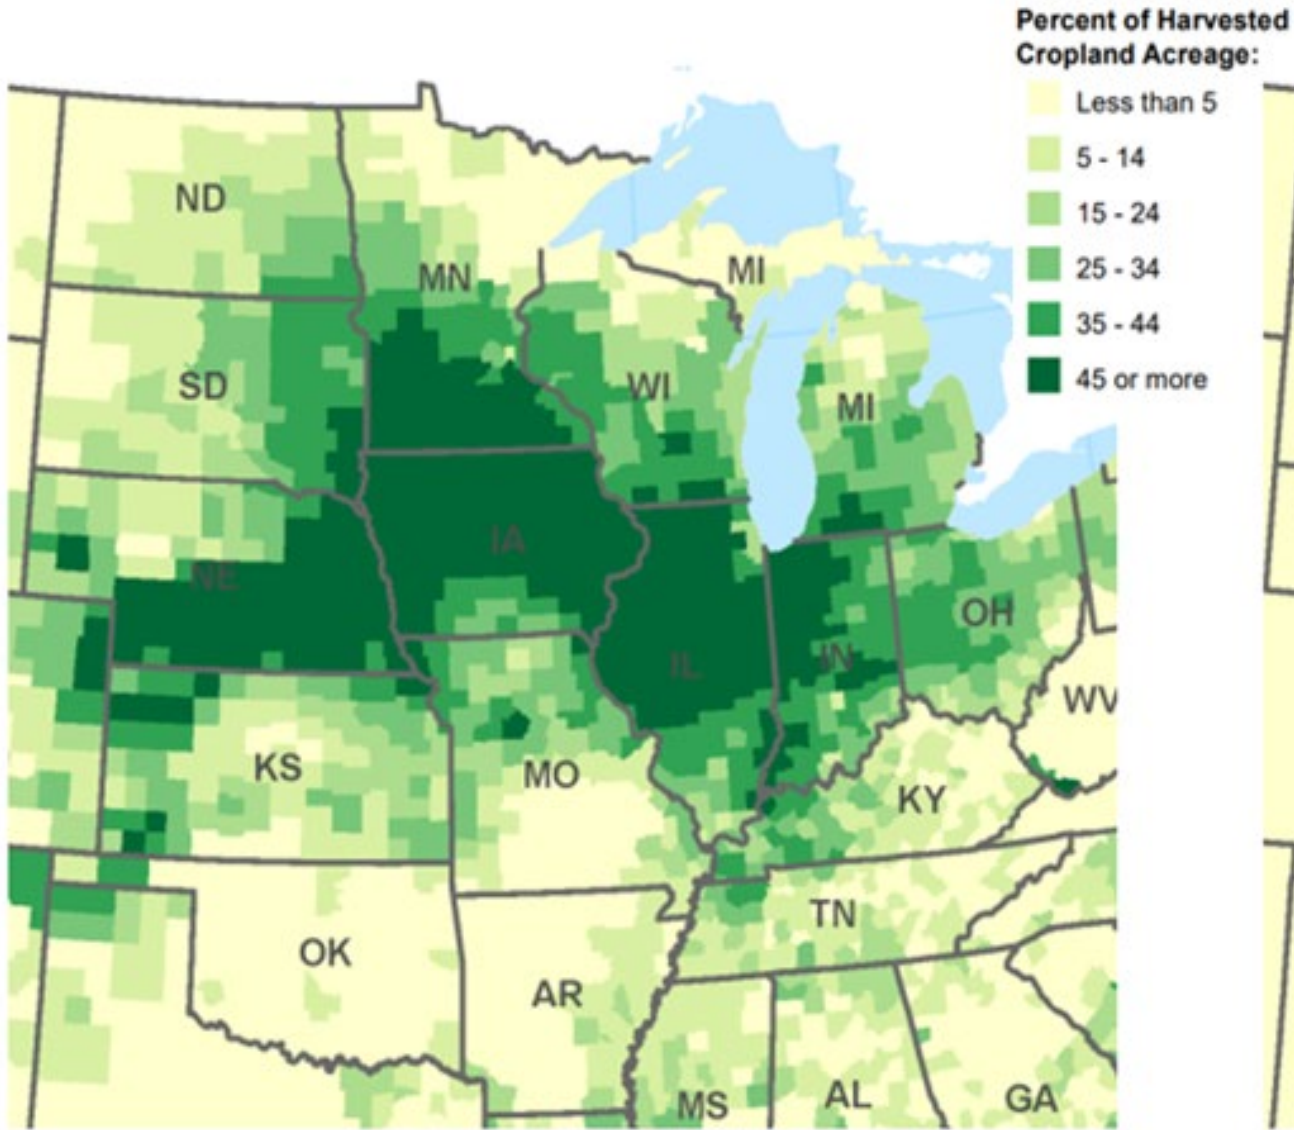 Percent of Harvested
Cropland Acreage:
Less than 5
5 - 14
15 - 24
25 - 34
35 - 44
45 or more
ND
MN
MI
SD
WI
MI
IA
NE
OH
IL
IN
WV
KS
MO
KY
OK
TN
AR
MS
AL
GA